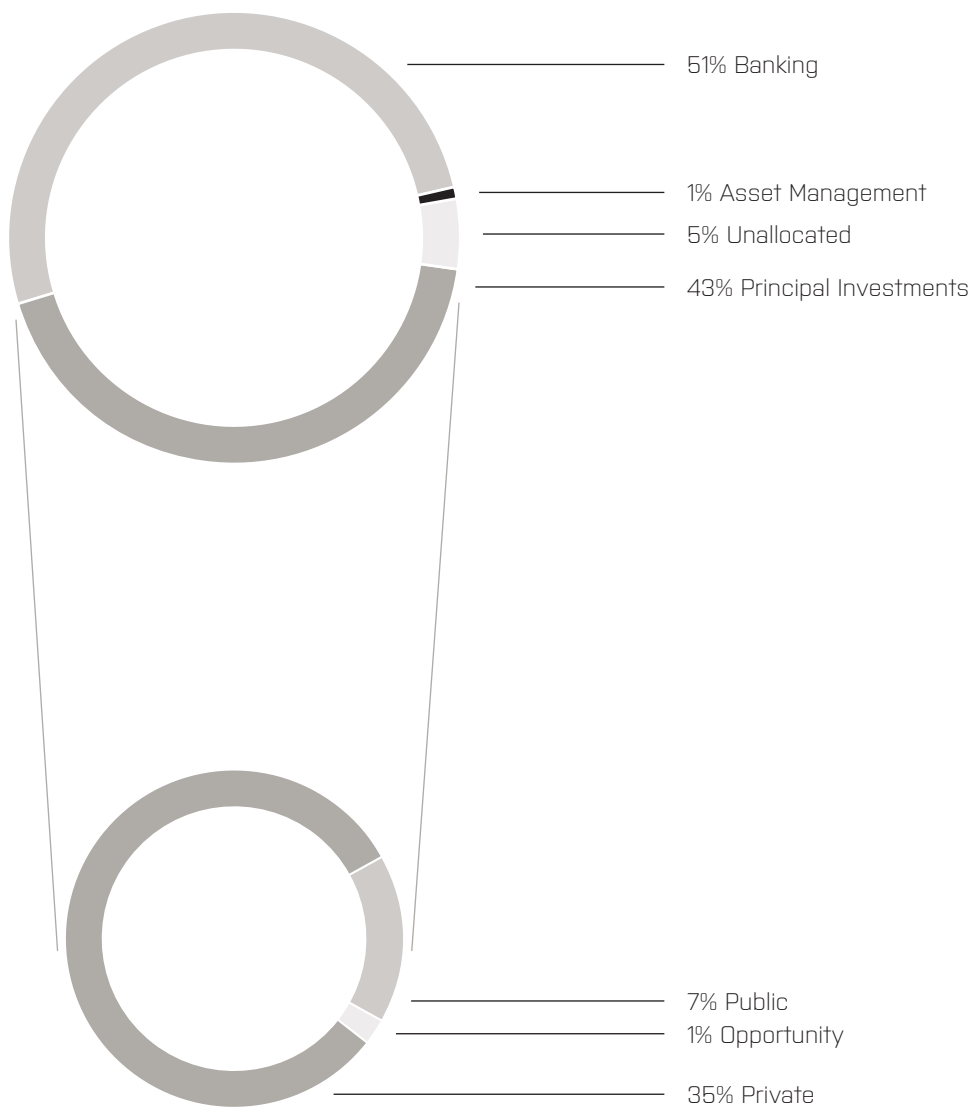 51% Banking
1% Asset Management
5% Unallocated
43% Principal Investments
7% Public
1% Opportunity
35% Private